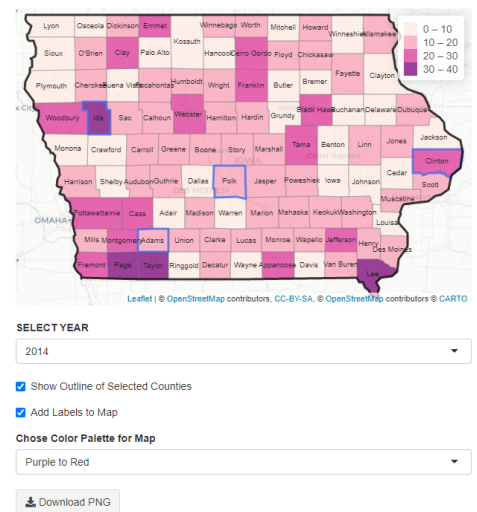 Lyon Osceola Dickinson Emmet Winnebago Worth Mitchell Howard Winneshiek Allamakee
0 – 10
10 – 20
20 – 30
30 – 40
Sioux O'Brien Clay Palo Alto Kossuth Hancock Cerro Gordo Floyd Chickasaw
Plymouth Cherokee Buena Vista Pocahontas Humboldt Wright Franklin Butler Bremer Fayette Clayton
Woodbury Ida Sac Calhoun Webster Hamilton Hardin Grundy Black Hawk Buchanan Delaware Dubuque
Monona Crawford Carroll Greene Boone Story Marshall Tama Benton Linn Jones Jackson
IOWA
Clinton
Harrison Shelby Audubon Guthrie Dallas Polk Jasper Poweshiek Iowa Johnson Cedar Scott
DES MOINES
Muscatine
OMAHA
Pottawattamie Cass Adair Madison Warren Marion Mahaska Keokuk Washington Louisa
Mills Montgomery Adams Union Clarke Lucas Monroe Wapello Jefferson Henry Des Moines
Fremont Page Taylor Ringgold Decatur Wayne Appanoose Davis Van Buren Lee
Leaflet | © OpenStreetMap contributors, CC-BY-SA, © OpenStreetMap contributors © CARTO
SELECT YEAR
2014
Show Outline of Selected Counties
Add Labels to Map
Chose Color Palette for Map
Purple to Red
Download PNG